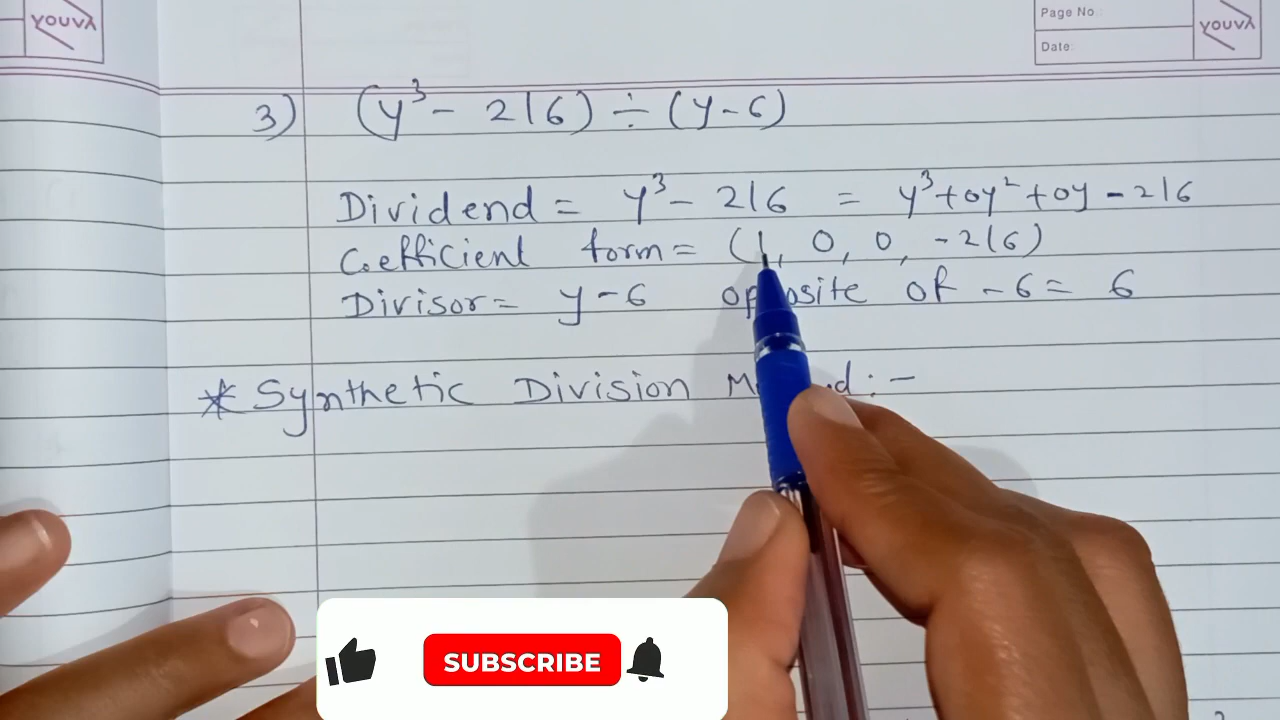 YOUVA
Page No :
Date:
YOUVA
3) (y³ - 216) ÷ (y-6)
Dividend = y³ - 216 = y³+0y²+0y-216
Coefficient form = (1, 0, 0, -216)
Divisor = y-6 opposite of -6 = 6
* Synthetic Division :-
SUBSCRIBE